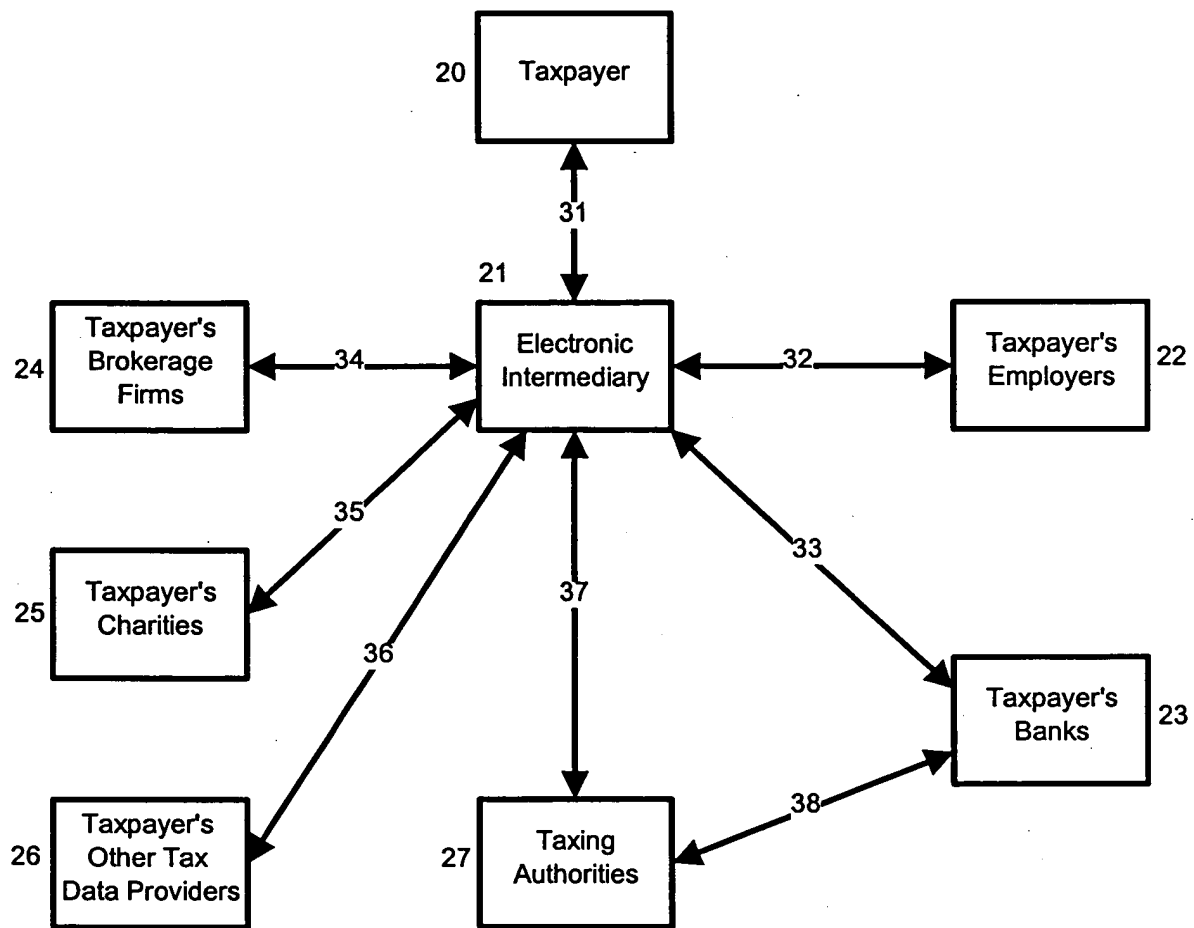 20
Taxpayer
31
21
24
Taxpayer's
Brokerage
Firms
34
Electronic
Intermediary
32
Taxpayer's
Employers
22
35
33
25
Taxpayer's
Charities
37
36
Taxpayer's
Banks
23
38
26
Taxpayer's
Other Tax
Data Providers
27
Taxing
Authorities